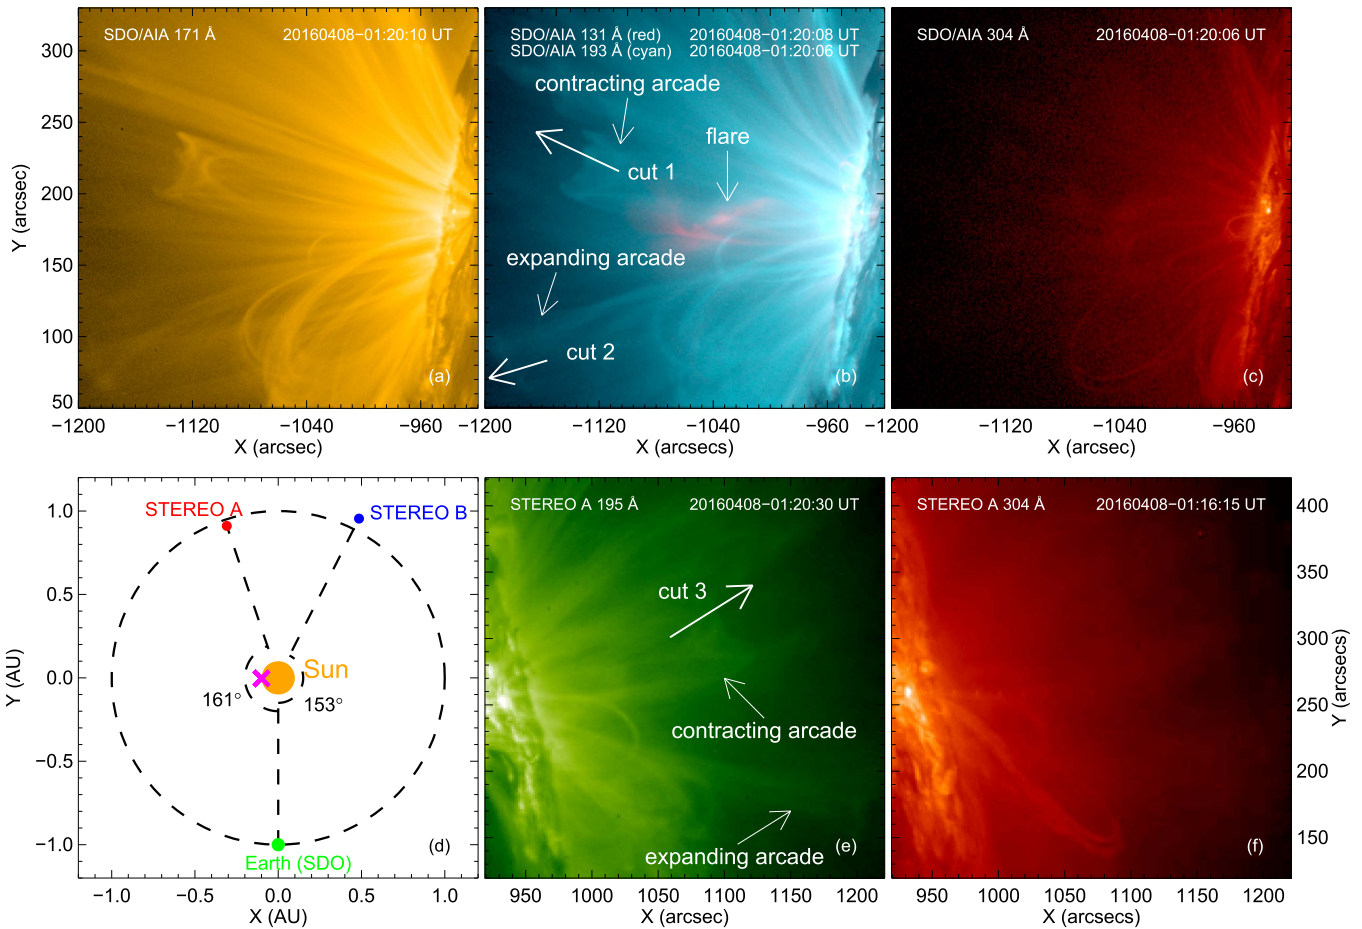 SDO/AIA 171 Å
20160408−01:20:10 UT
(a)
Y (arcsec)
300
250
200
150
100
50
−1200
−1120
−1040
−960
X (arcsec)
SDO/AIA 131 Å (red)
20160408−01:20:08 UT
SDO/AIA 193 Å (cyan)
20160408−01:20:06 UT
contracting arcade
flare
cut 1
expanding arcade
cut 2
(b)
−1200
−1120
−1040
−960
X (arcsecs)
SDO/AIA 304 Å
20160408−01:20:06 UT
(c)
−1200
−1120
−1040
−960
X (arcsec)
STEREO A
STEREO B
Sun
161°
153°
Earth (SDO)
(d)
Y (AU)
1.0
0.5
0.0
−0.5
−1.0
−1.0
−0.5
0.0
0.5
1.0
X (AU)
STEREO A 195 Å
20160408−01:20:30 UT
cut 3
contracting arcade
expanding arcade
(e)
950
1000
1050
1100
1150
1200
X (arcsec)
STEREO A 304 Å
20160408−01:16:15 UT
(f)
400
350
300
250
200
150
Y (arcsecs)
950
1000
1050
1100
1150
1200
X (arcsecs)